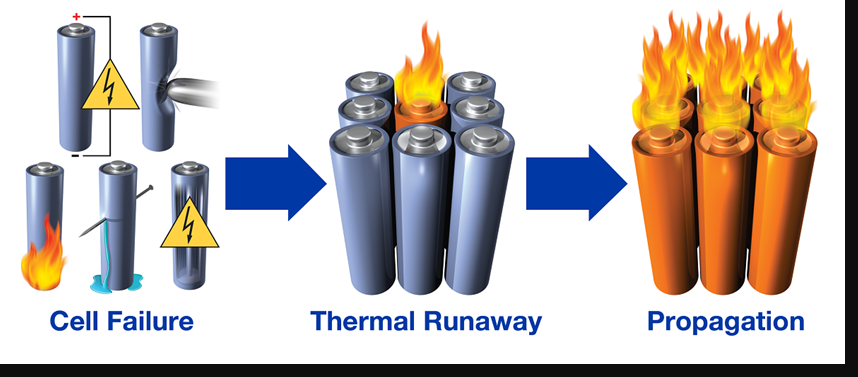 +
-
Cell Failure
Thermal Runaway
Propagation